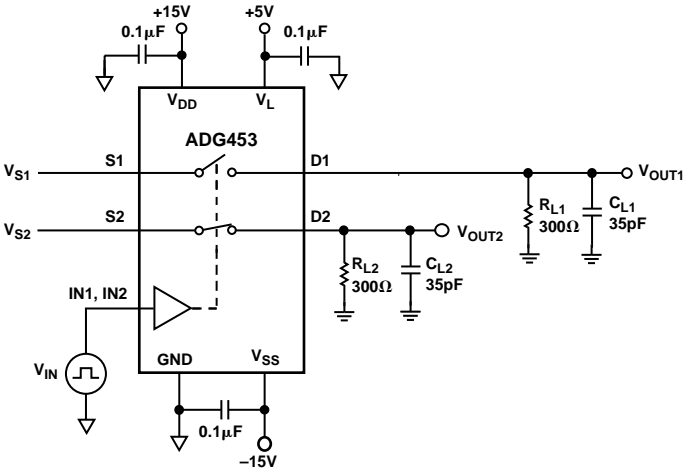 +15V +5V
0.1µF 0.1µF
VDD VL
ADG453
VS1 S1 D1 VOUT1
RL1 CL1
300Ω 35pF
VS2 S2 D2 VOUT2
RL2 CL2
300Ω 35pF
IN1, IN2
VIN
GND VSS
0.1µF
–15V